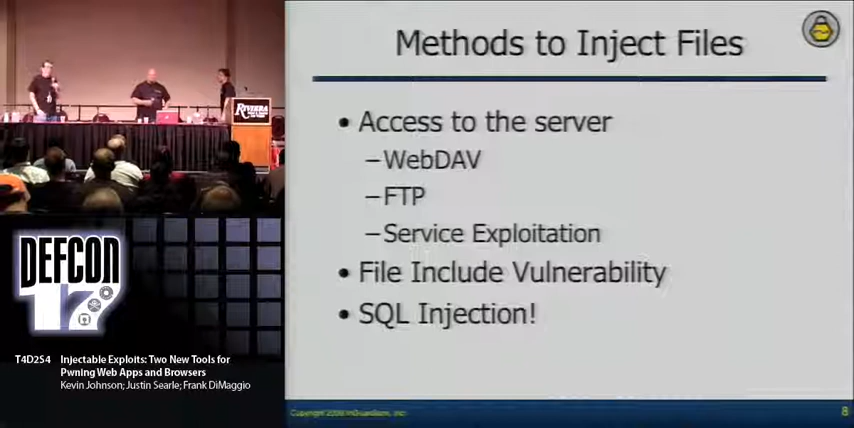 Methods to Inject Files
• Access to the server
–WebDAV
–FTP
–Service Exploitation
• File Include Vulnerability
• SQL Injection!
RIVIERA
DEFCON
17
T4D2S4 Injectable Exploits: Two New Tools for
Pwning Web Apps and Browsers
Kevin Johnson; Justin Searle; Frank DiMaggio
8